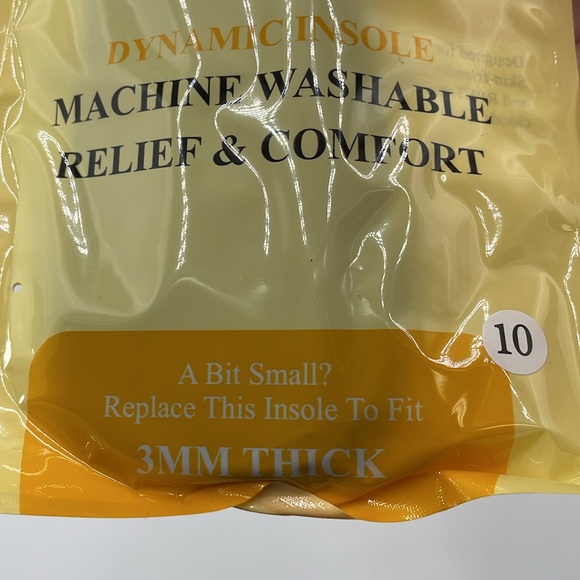 DYNAMIC INSOLE
MACHINE WASHABLE
RELIEF & COMFORT
10
A Bit Small?
Replace This Insole To Fit
3MM THICK